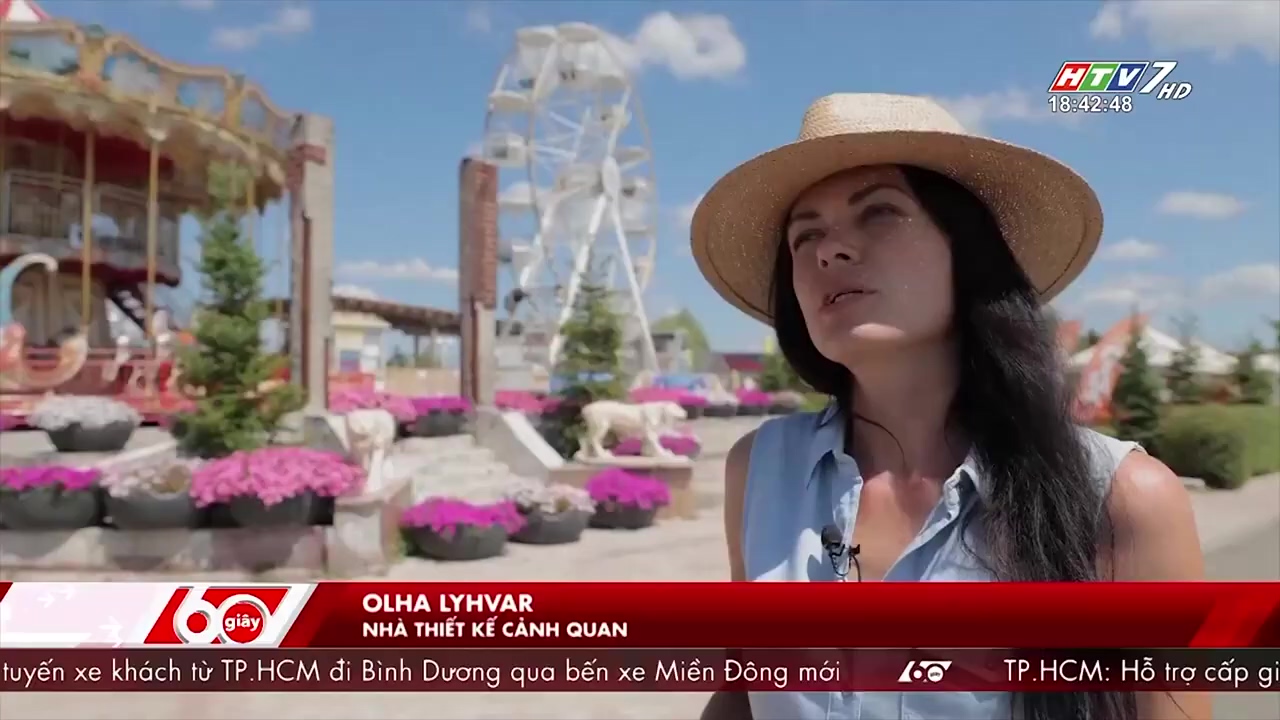 HTV7 HD
18:42:48
60 giây
OLHA LYHVAR
NHÀ THIẾT KẾ CẢNH QUAN
tuyến xe khách từ TP.HCM đi Bình Dương qua bến xe Miền Đông mới 60 TP.HCM: Hỗ trợ cấp gi